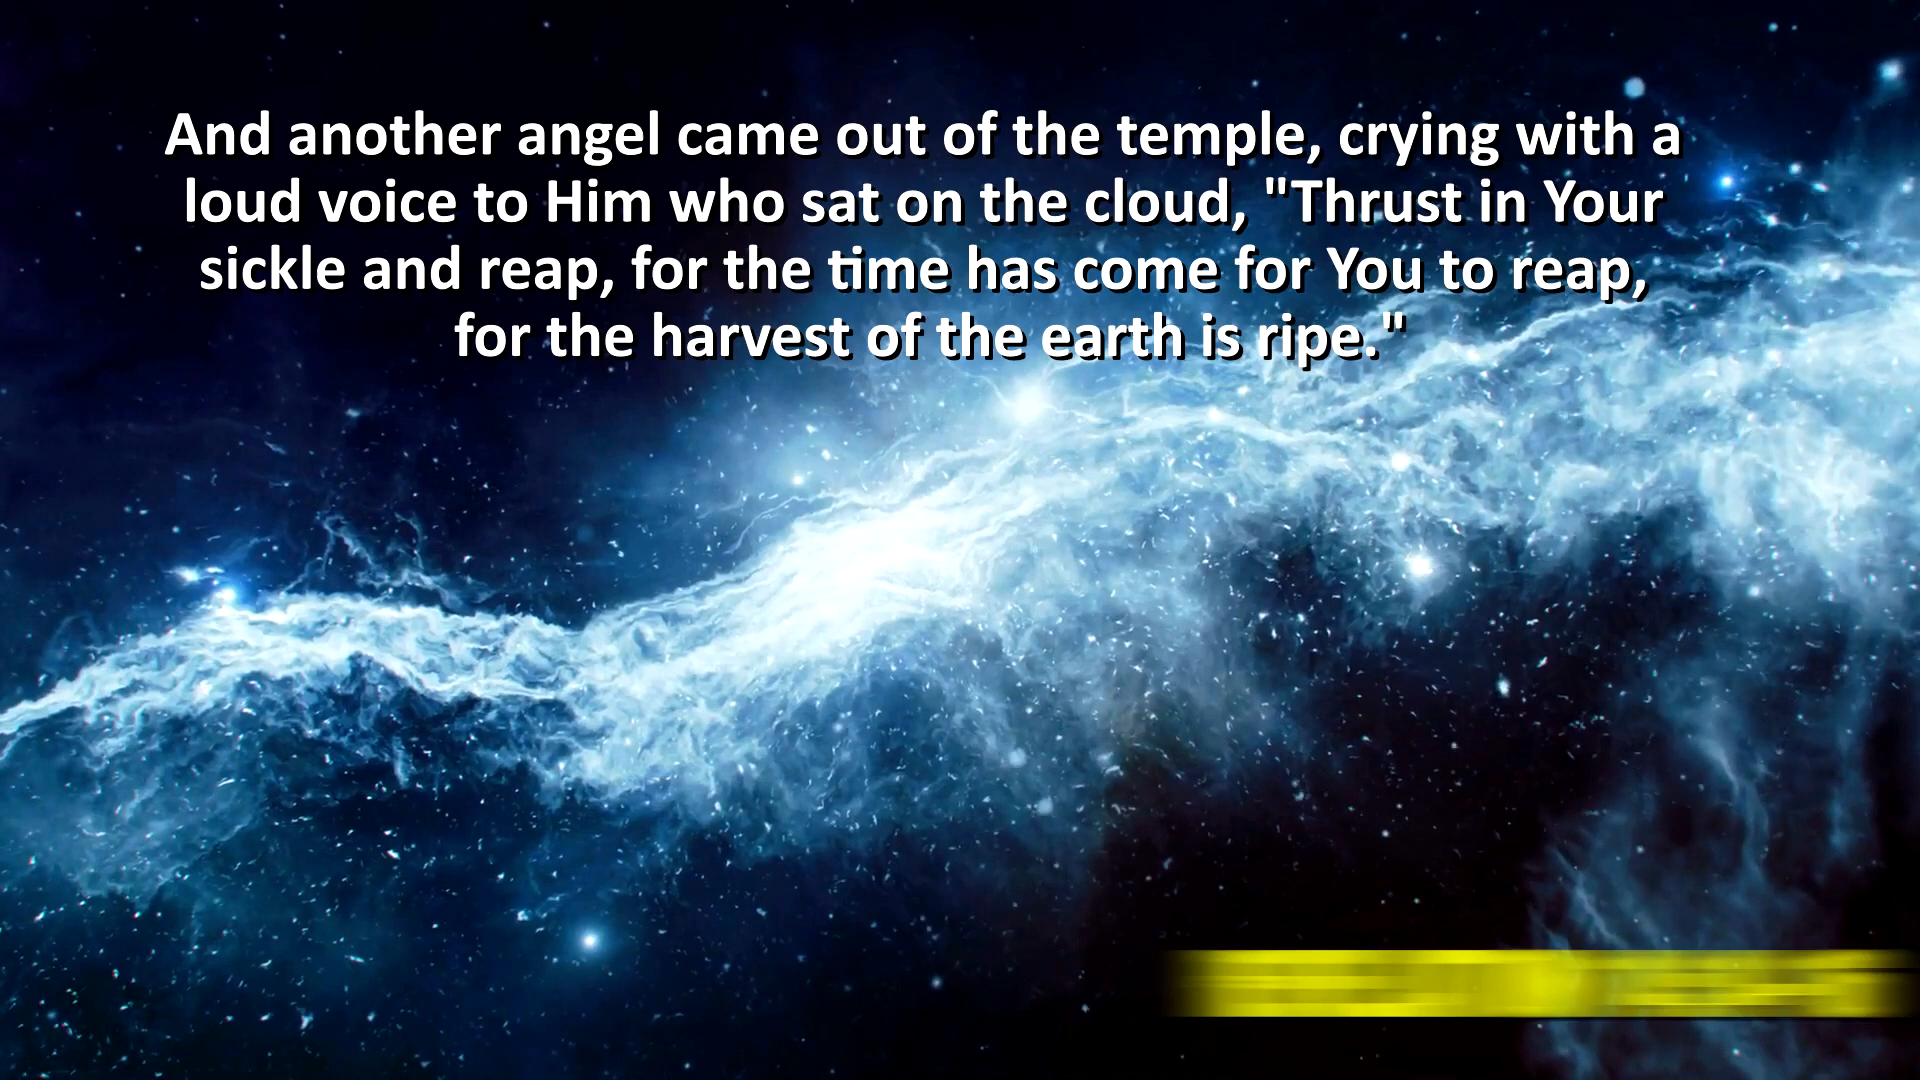 And another angel came out of the temple, crying with a
loud voice to Him who sat on the cloud, "Thrust in Your
sickle and reap, for the time has come for You to reap,
for the harvest of the earth is ripe."